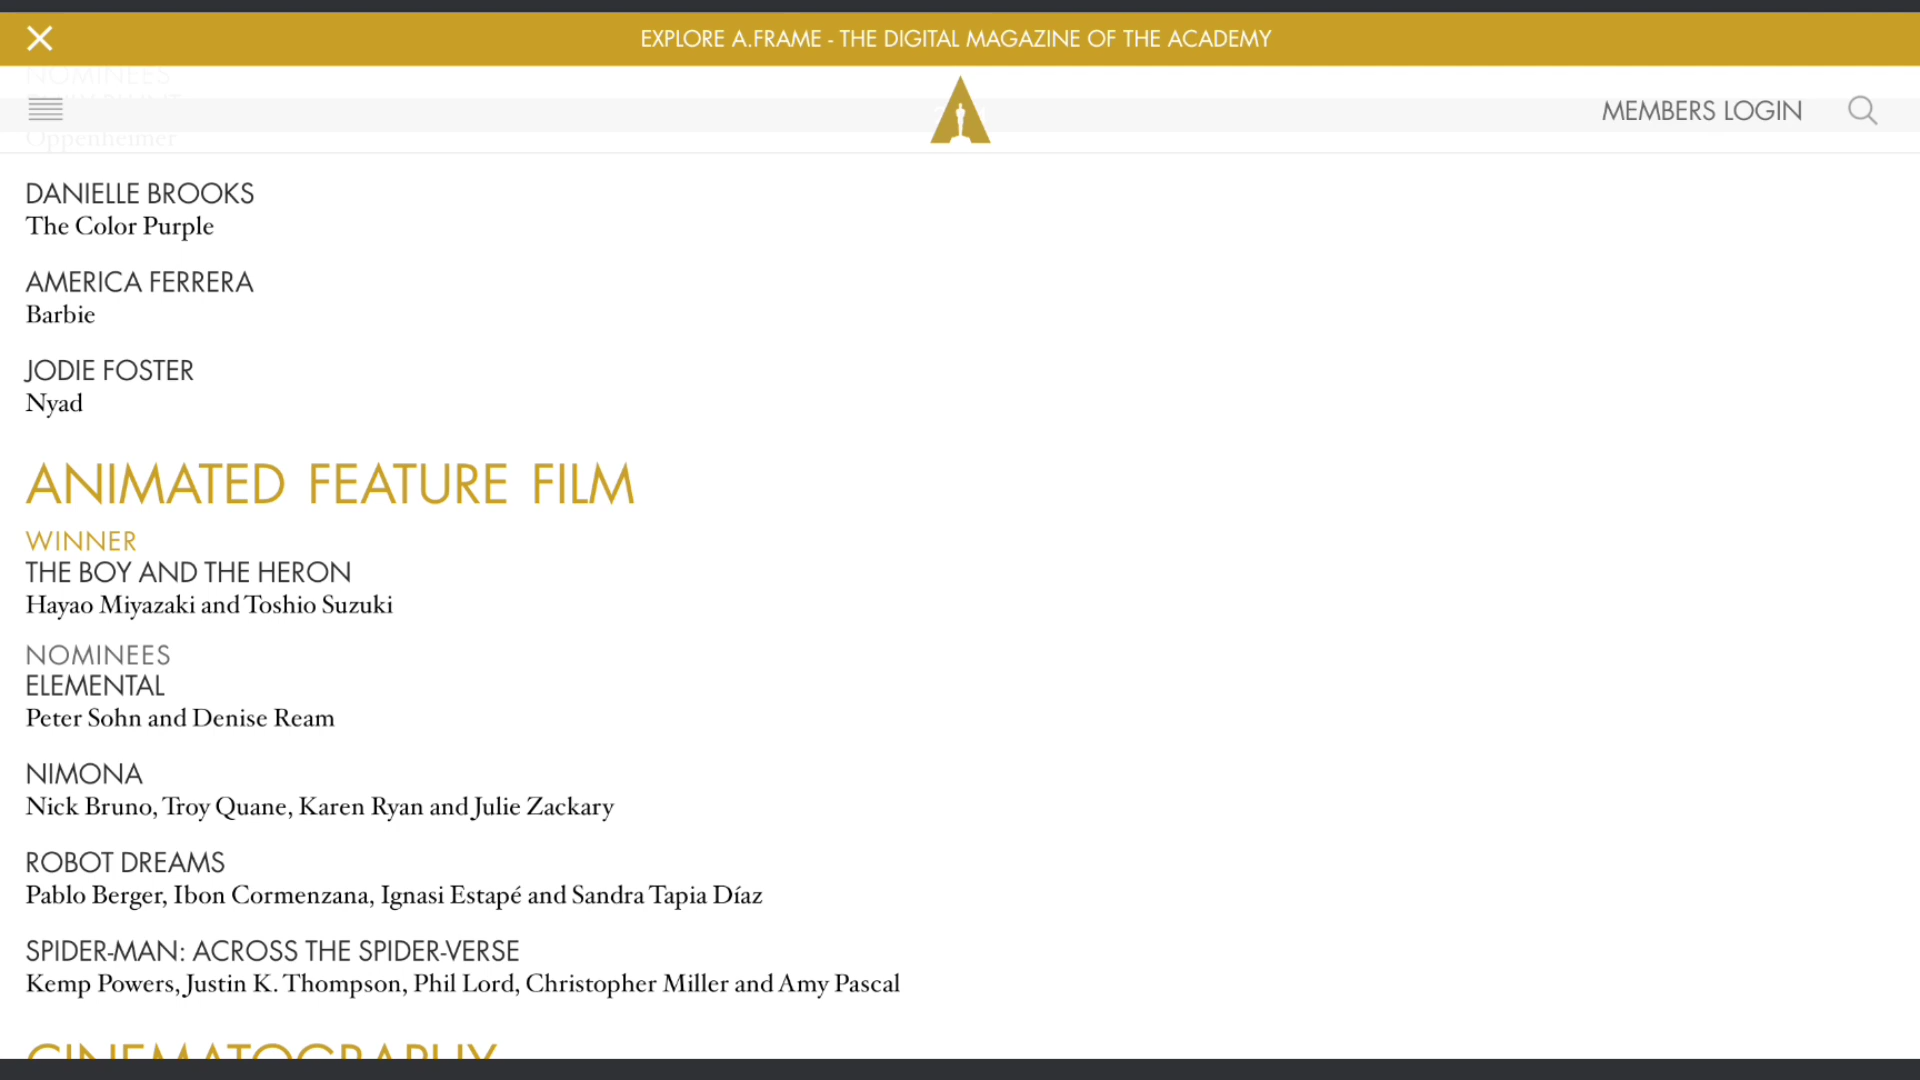 EXPLORE A.FRAME - THE DIGITAL MAGAZINE OF THE ACADEMY
NOMINEES
MEMBERS LOGIN
Oppenheimer
DANIELLE BROOKS
The Color Purple
AMERICA FERRERA
Barbie
JODIE FOSTER
Nyad
ANIMATED FEATURE FILM
WINNER
THE BOY AND THE HERON
Hayao Miyazaki and Toshio Suzuki
NOMINEES
ELEMENTAL
Peter Sohn and Denise Ream
NIMONA
Nick Bruno, Troy Quane, Karen Ryan and Julie Zackary
ROBOT DREAMS
Pablo Berger, Ibon Cormenzana, Ignasi Estapé and Sandra Tapia Díaz
SPIDER-MAN: ACROSS THE SPIDER-VERSE
Kemp Powers, Justin K. Thompson, Phil Lord, Christopher Miller and Amy Pascal
CINEMATOGRAPHY